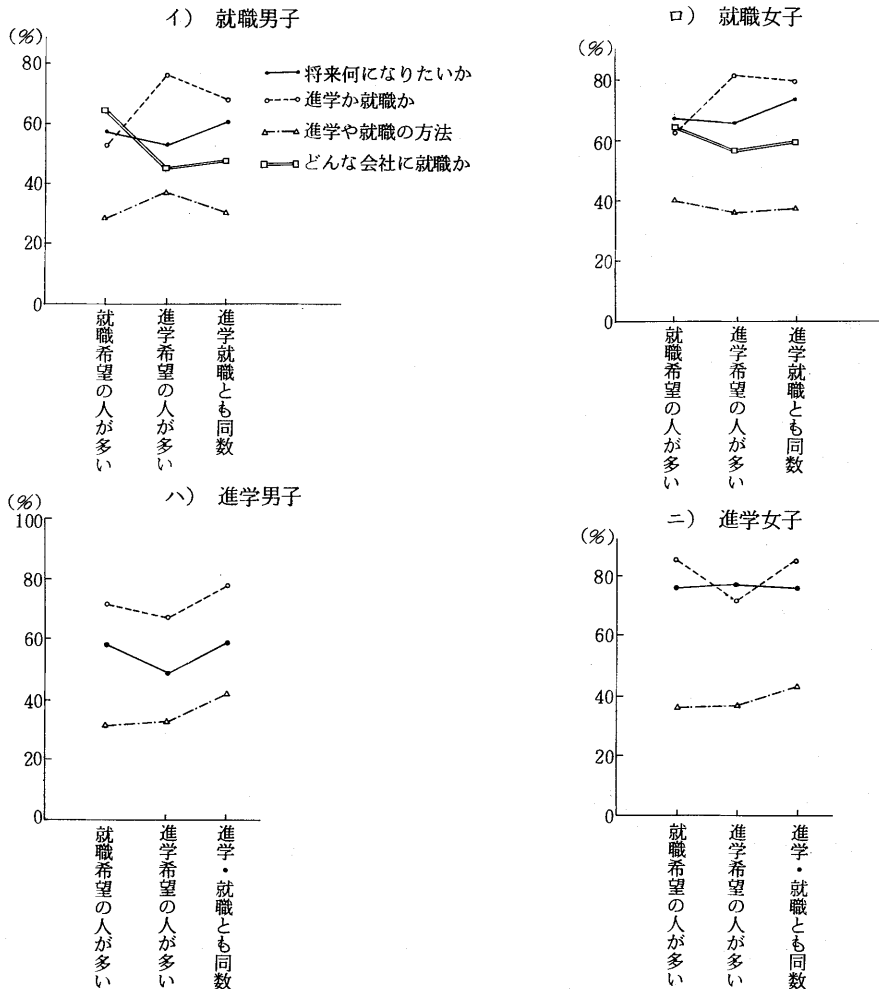 イ) 就職男子
(%)
80
60
40
20
0
将来何になりたいか
進学か就職か
進学や就職の方法
どんな会社に就職か
就職希望の人が多い
進学希望の人が多い
進学就職とも同数
ロ) 就職女子
(%)
80
60
40
20
0
就職希望の人が多い
進学希望の人が多い
進学就職とも同数
ハ) 進学男子
(%)
100
80
60
40
20
0
就職希望の人が多い
進学希望の人が多い
進学・就職とも同数
ニ) 進学女子
(%)
80
60
40
20
0
就職希望の人が多い
進学希望の人が多い
進学・就職とも同数